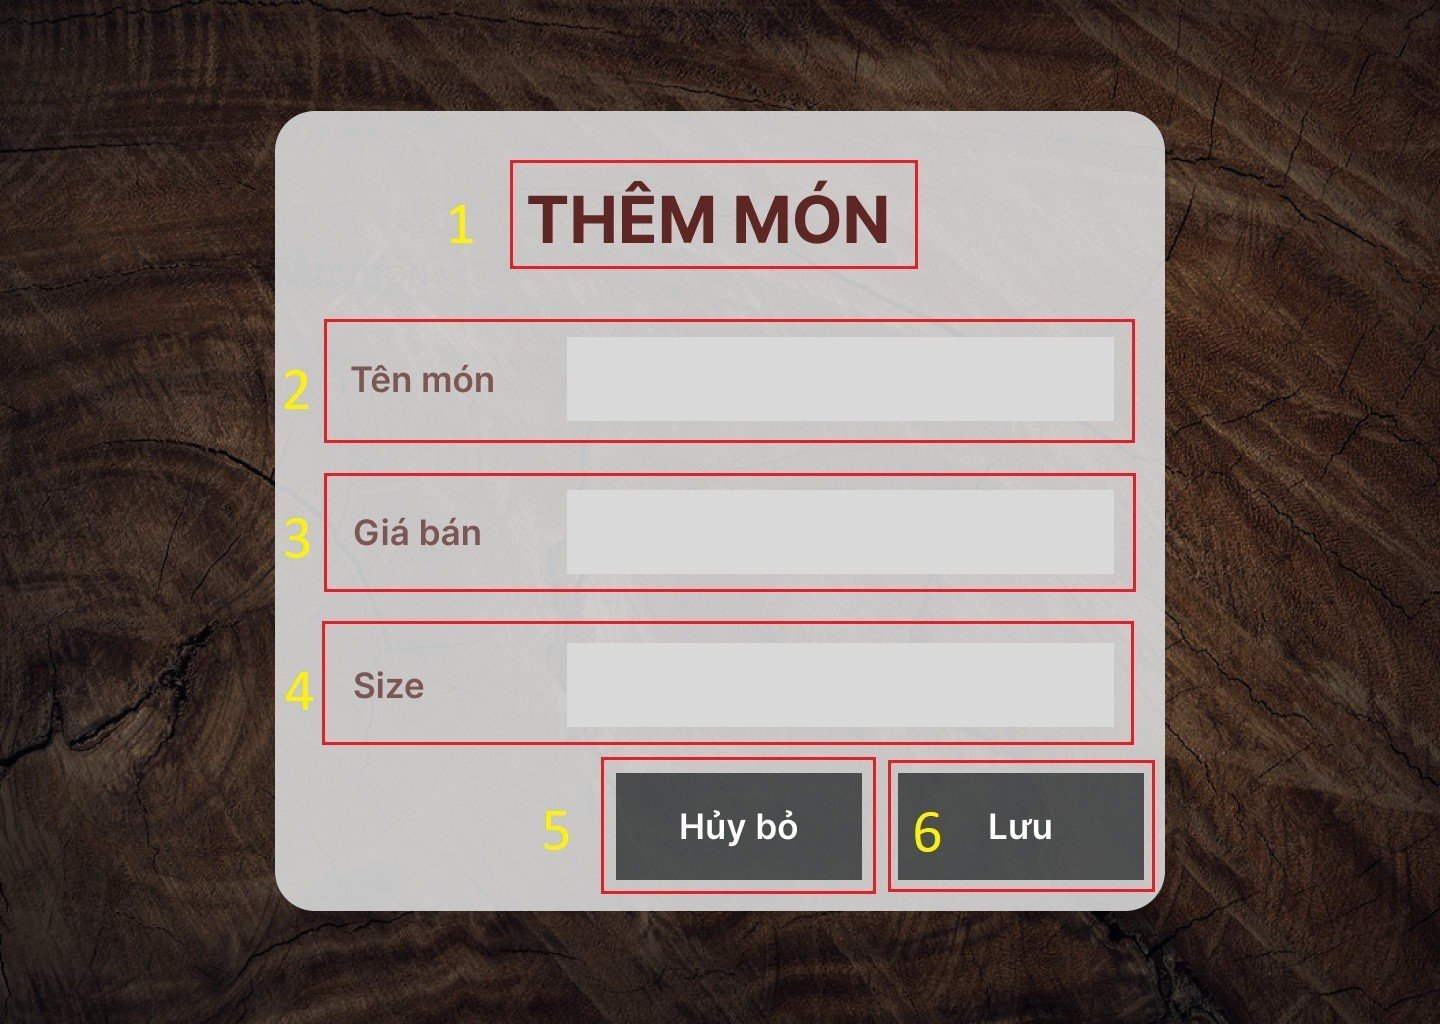 1 THÊM MÓN
2 Tên món
3 Giá bán
4 Size
5 Hủy bỏ 6 Lưu